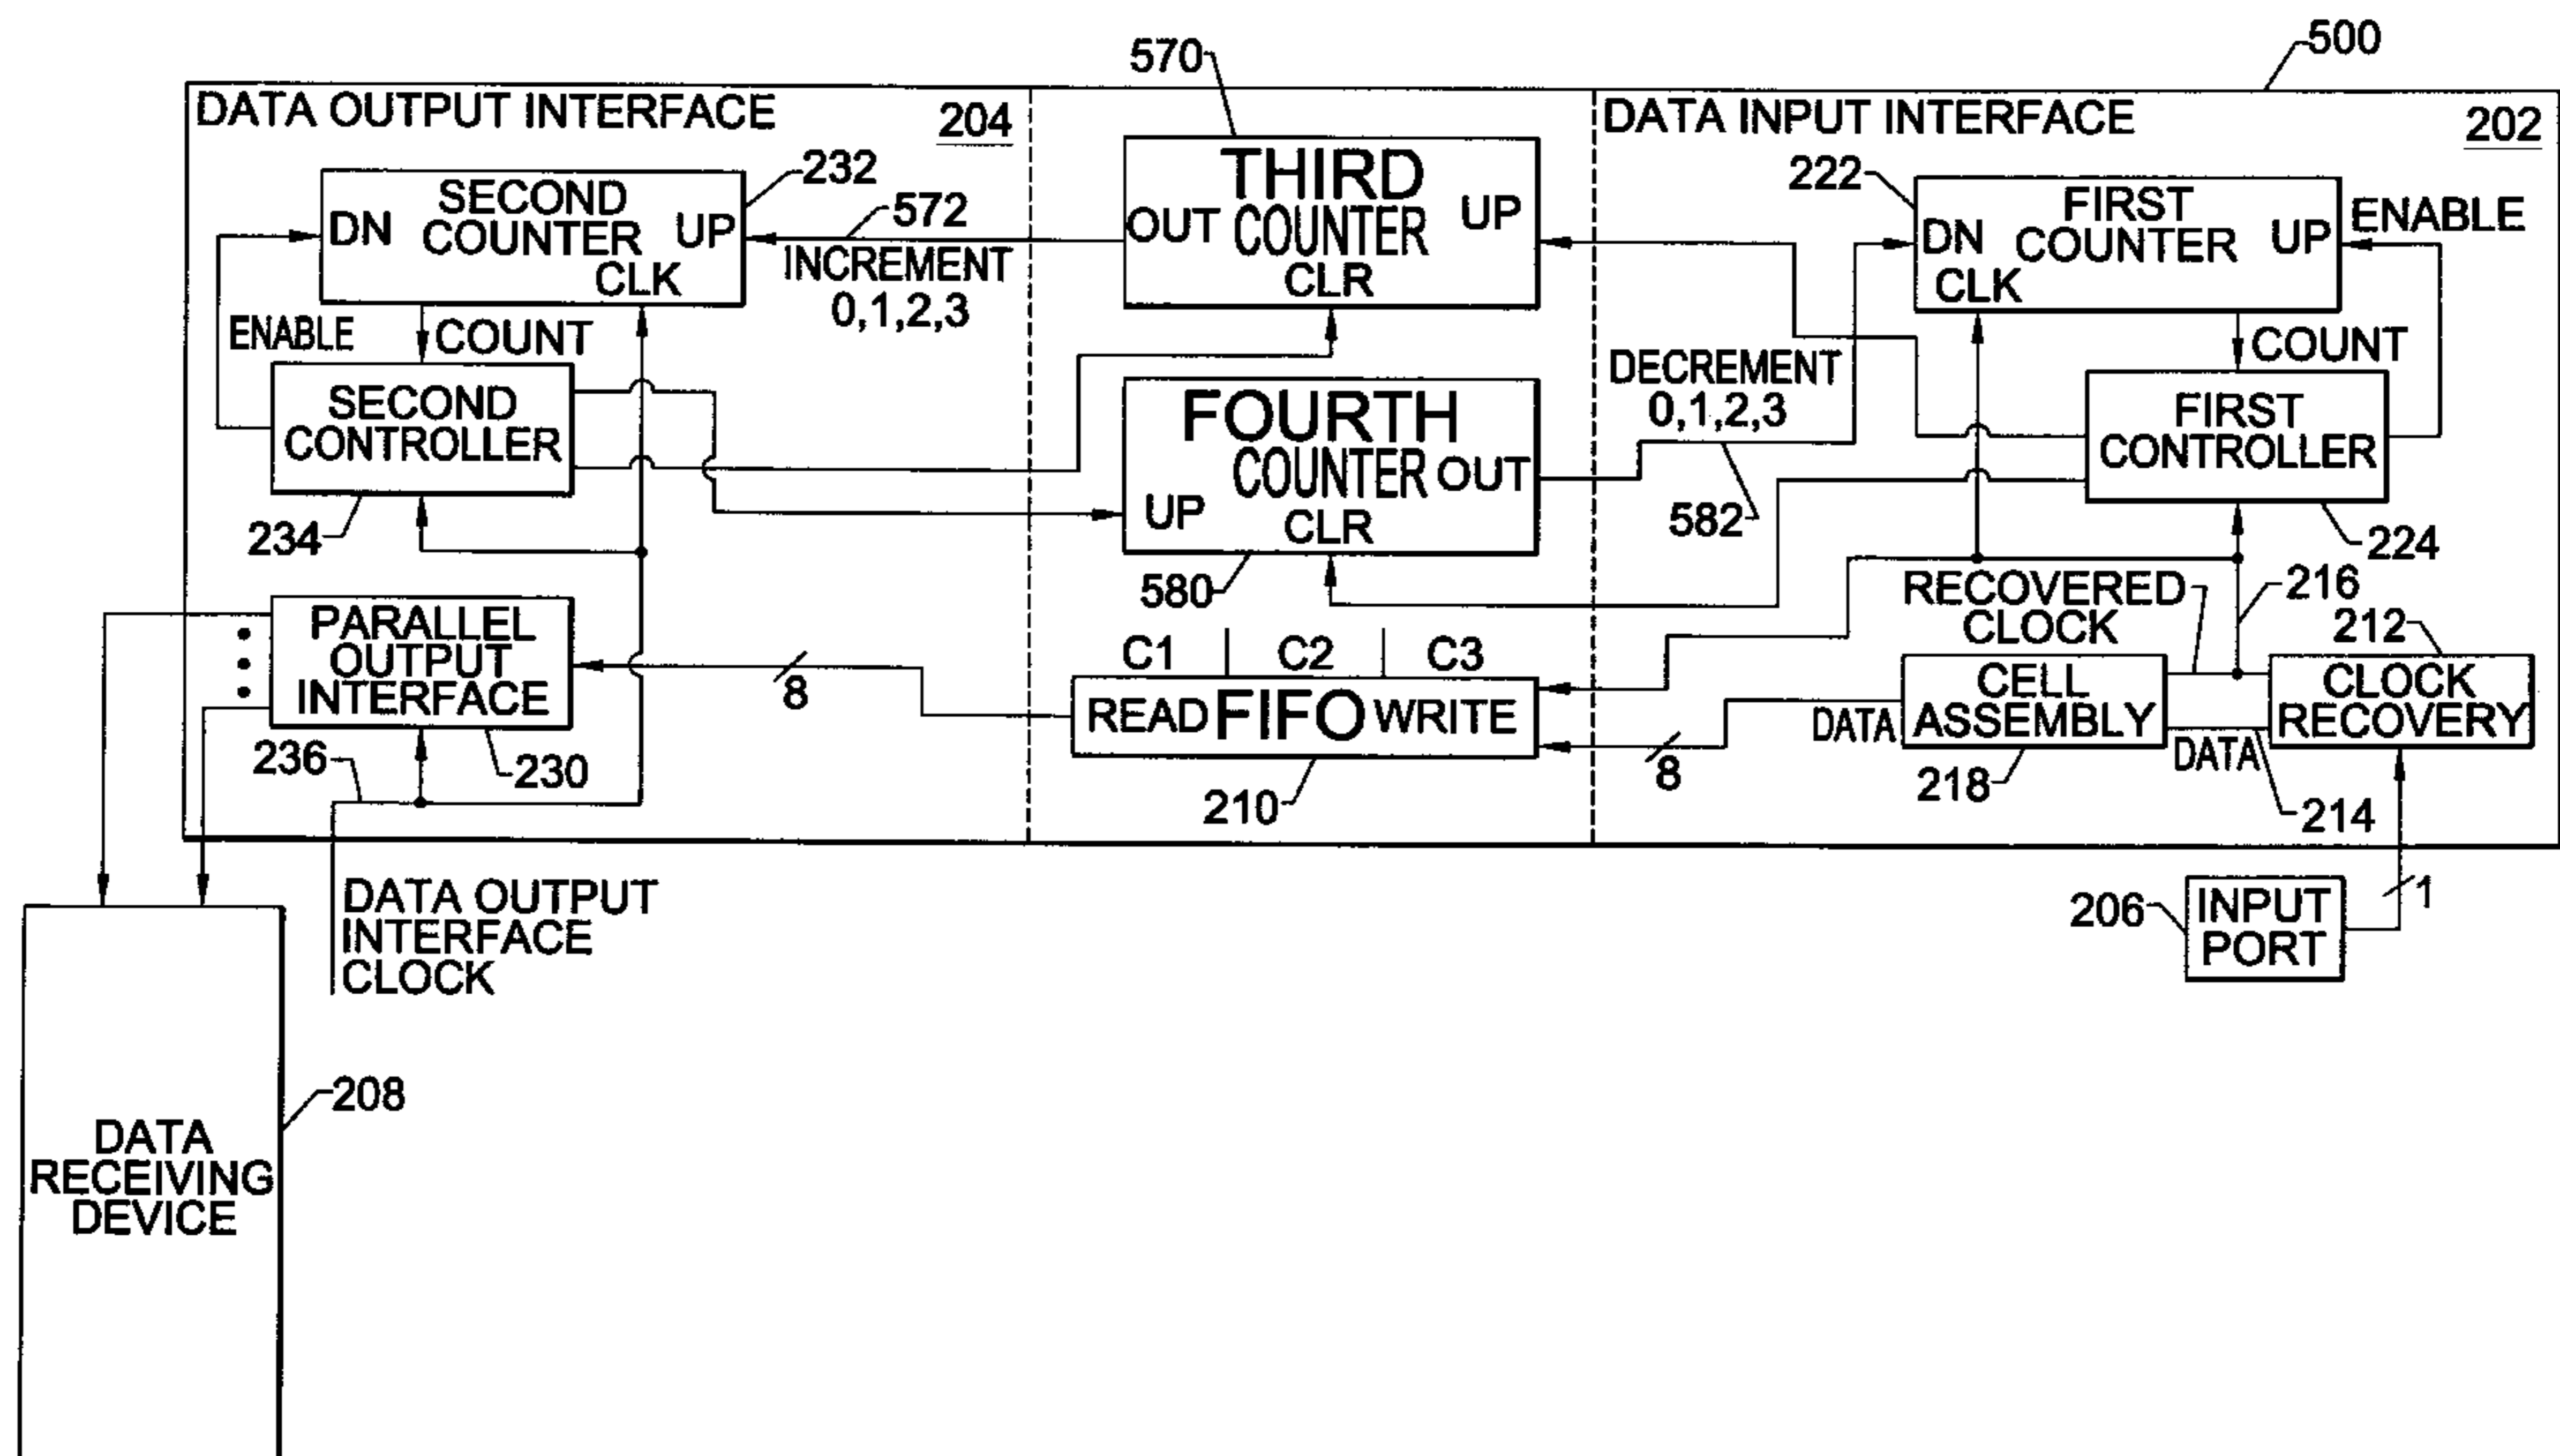 500
570
DATA OUTPUT INTERFACE
204
DATA INPUT INTERFACE
202
232
SECOND
COUNTER
DN
UP
CLK
572
INCREMENT
0,1,2,3
THIRD
COUNTER
OUT
UP
CLR
222
FIRST
COUNTER
DN
UP
CLK
ENABLE
ENABLE
COUNT
COUNT
SECOND
CONTROLLER
234
FOURTH
COUNTER
OUT
UP
CLR
580
DECREMENT
0,1,2,3
582
FIRST
CONTROLLER
224
RECOVERED
CLOCK
216
212
PARALLEL
OUTPUT
INTERFACE
236
230
8
C1
C2
C3
READ FIFO WRITE
210
8
DATA
CELL
ASSEMBLY
218
DATA
214
CLOCK
RECOVERY
DATA OUTPUT
INTERFACE
CLOCK
206
INPUT
PORT
1
208
DATA
RECEIVING
DEVICE